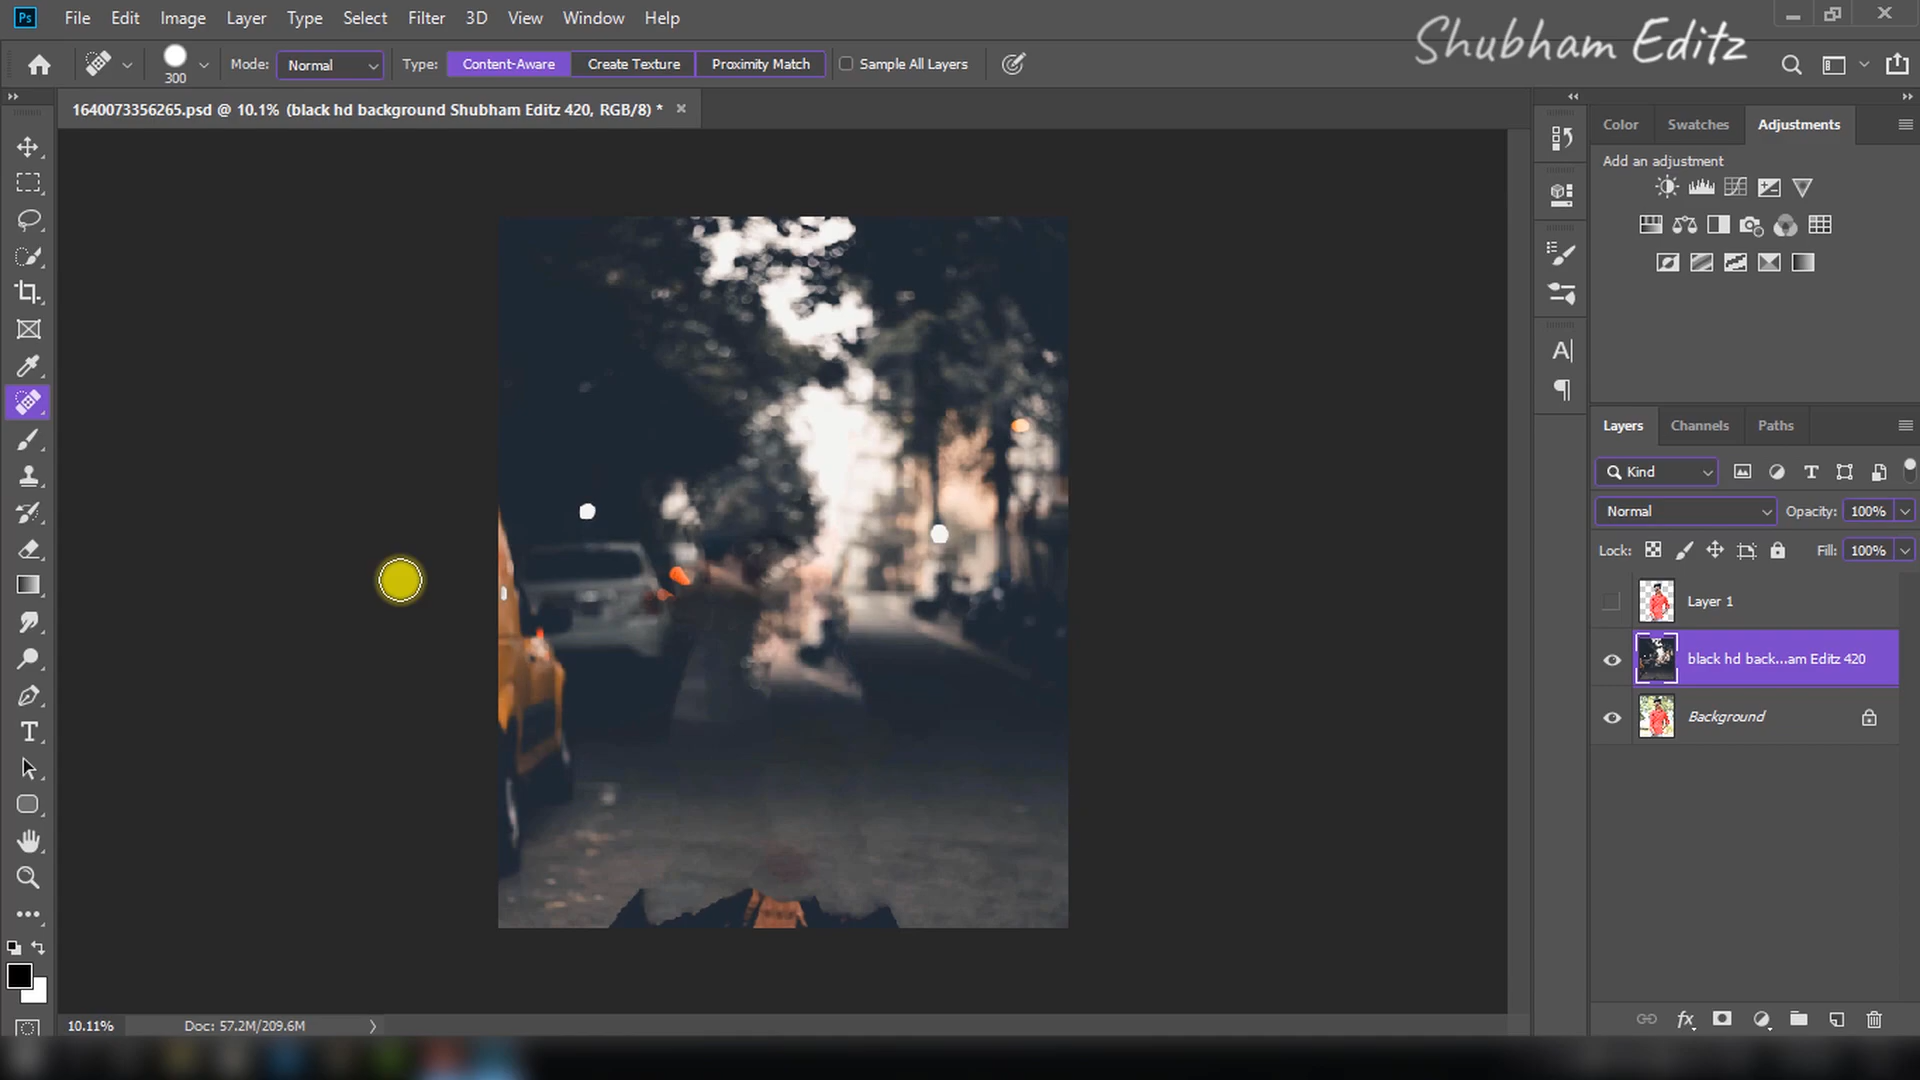 Ps File Edit Image Layer Type Select Filter 3D View Window Help
Shubham Editz
300 Mode: Normal Type: Content-Aware Create Texture Proximity Match Sample All Layers
1640073356265.psd @ 10.1% (black hd background Shubham Editz 420, RGB/8) *
Color Swatches Adjustments
Add an adjustment
Layers Channels Paths
Kind
Normal Opacity: 100%
Lock: Fill: 100%
Layer 1
black hd back...am Editz 420
Background
10.11% Doc: 57.2M/209.6M